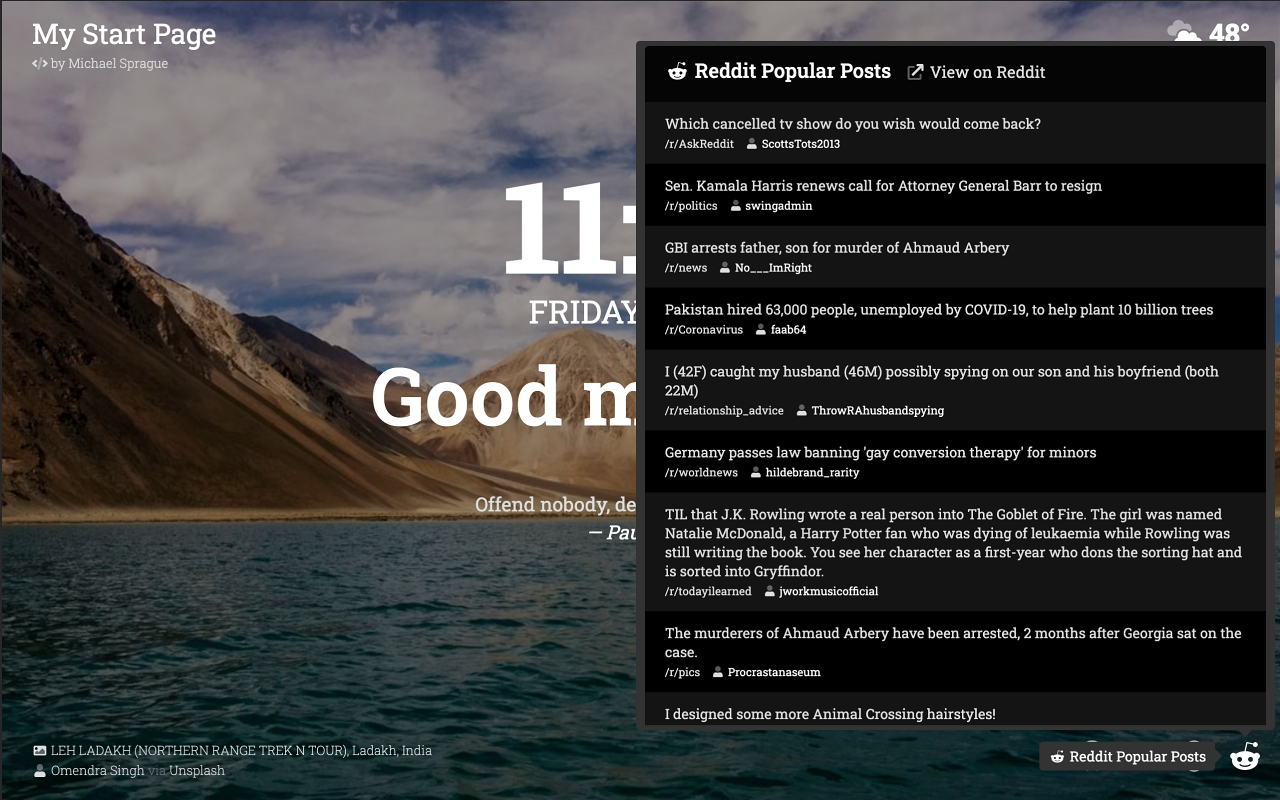 My Start Page
by Michael Sprague
48°
11:
FRIDAY
Good m
Offend nobody, de
— Pau
Reddit Popular Posts View on Reddit
Which cancelled tv show do you wish would come back?
/r/AskReddit ScottsTots2013
Sen. Kamala Harris renews call for Attorney General Barr to resign
/r/politics swingadmin
GBI arrests father, son for murder of Ahmaud Arbery
/r/news No___ImRight
Pakistan hired 63,000 people, unemployed by COVID-19, to help plant 10 billion trees
/r/Coronavirus faab64
I (42F) caught my husband (46M) possibly spying on our son and his boyfriend (both
22M)
/r/relationship_advice ThrowRAhusbandspying
Germany passes law banning 'gay conversion therapy' for minors
/r/worldnews hildebrand_rarity
TIL that J.K. Rowling wrote a real person into The Goblet of Fire. The girl was named
Natalie McDonald, a Harry Potter fan who was dying of leukaemia while Rowling was
still writing the book. You see her character as a first-year who dons the sorting hat and
is sorted into Gryffindor.
/r/todayilearned jworkmusicofficial
The murderers of Ahmaud Arbery have been arrested, 2 months after Georgia sat on the
case.
/r/pics Procrastanaseum
I designed some more Animal Crossing hairstyles!
LEH LADAKH (NORTHERN RANGE TREK N TOUR), Ladakh, India
Omendra Singh via Unsplash
Reddit Popular Posts